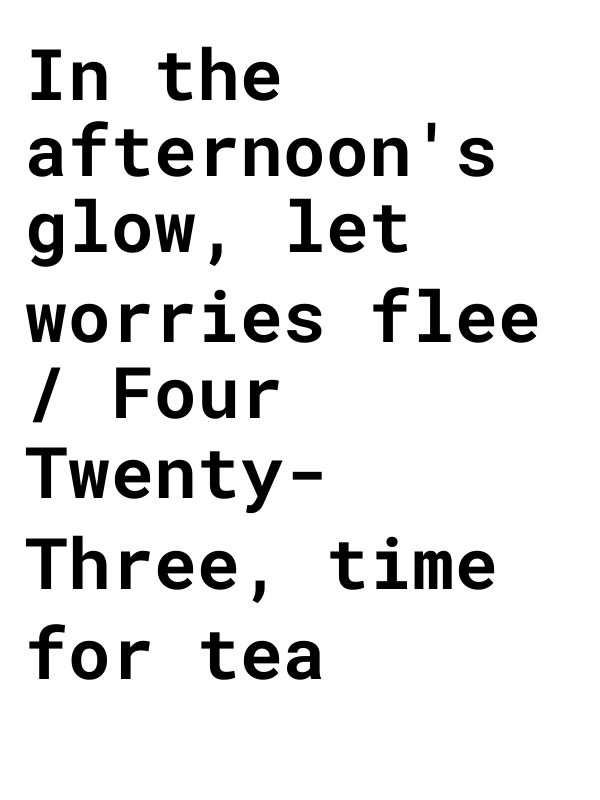 In the
afternoon's
glow, let
worries flee
/ Four
Twenty-
Three, time
for tea